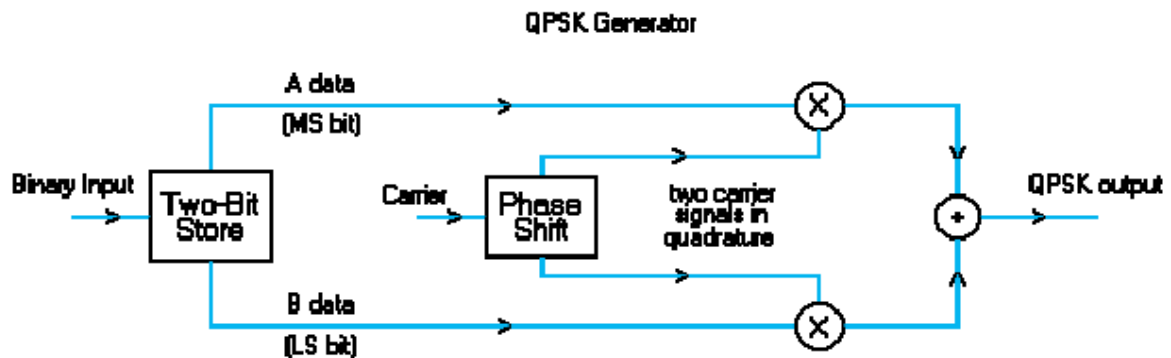 QPSK Generator
A data
(MS bit)
Binary Input
Two-Bit
Store
Carrier
Phase
Shift
two carrier
signals in
quadrature
QPSK output
B data
(LS bit)